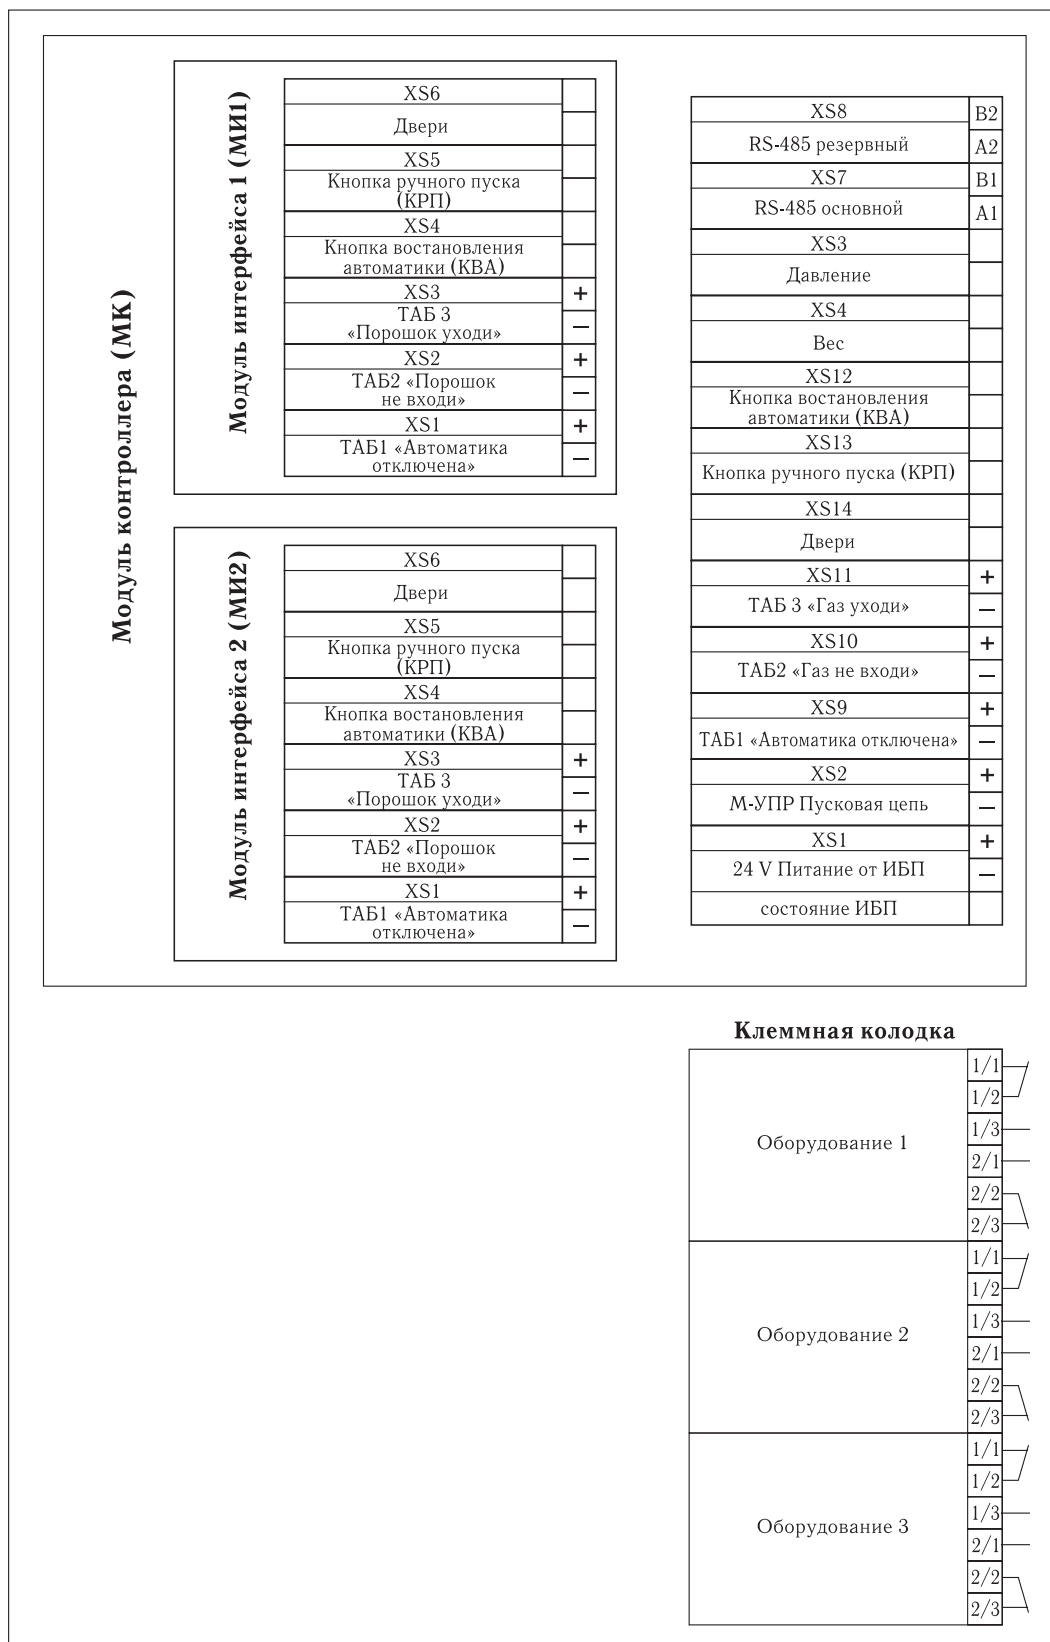 Модуль контроллера (МК)
Модуль интерфейса 1 (МИ1)
XS6
Двери
XS5
Кнопка ручного пуска
(КРП)
XS4
Кнопка востановления
автоматики (КВА)
XS3
+
ТАБ 3
«Порошок уходи»
−
XS2
+
ТАБ2 «Порошок
не входи»
−
XS1
+
ТАБ1 «Автоматика
отключена»
−
Модуль интерфейса 2 (МИ2)
XS6
Двери
XS5
Кнопка ручного пуска
(КРП)
XS4
Кнопка востановления
автоматики (КВА)
XS3
+
ТАБ 3
«Порошок уходи»
−
XS2
+
ТАБ2 «Порошок
не входи»
−
XS1
+
ТАБ1 «Автоматика
отключена»
−
XS8
B2
RS-485 резервный
A2
XS7
B1
RS-485 основной
A1
XS3
Давление
XS4
Вес
XS12
Кнопка востановления
автоматики (КВА)
XS13
Кнопка ручного пуска (КРП)
XS14
Двери
XS11
+
ТАБ 3 «Газ уходи»
−
XS10
+
ТАБ2 «Газ не входи»
−
XS9
+
ТАБ1 «Автоматика отключена»
−
XS2
+
М-УПР Пусковая цепь
−
XS1
+
24 V Питание от ИБП
−
состояние ИБП
Клеммная колодка
Оборудование 1
1/1
1/2
1/3
2/1
2/2
2/3
Оборудование 2
1/1
1/2
1/3
2/1
2/2
2/3
Оборудование 3
1/1
1/2
1/3
2/1
2/2
2/3